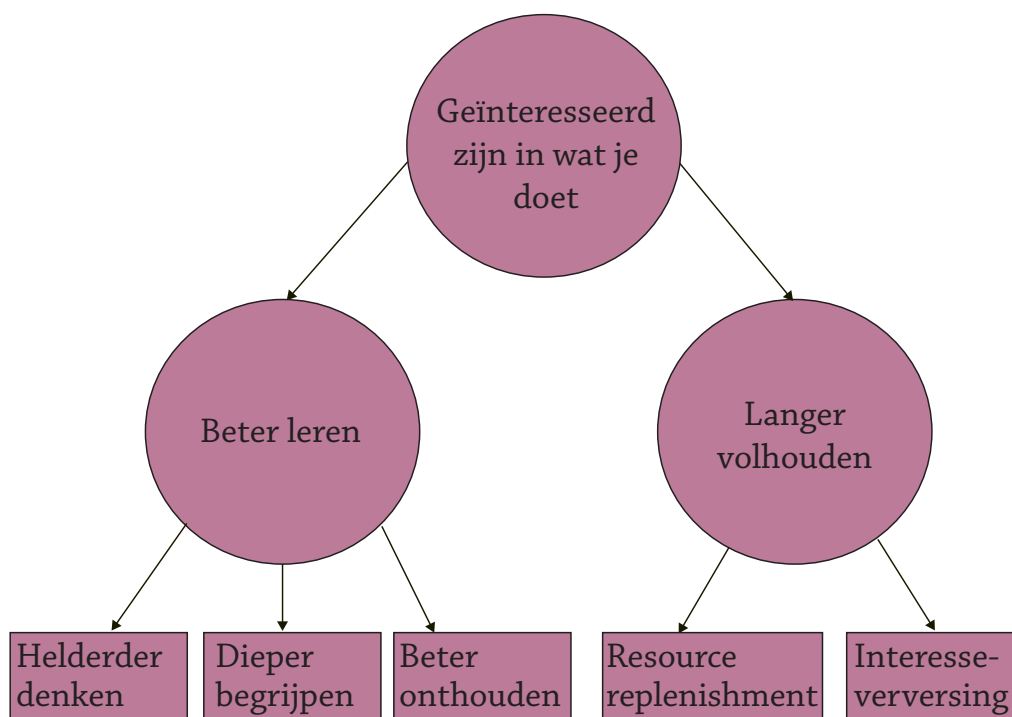 Geïnteresseerd
zijn in wat je
doet
Beter leren
Langer
volhouden
Helderder
denken
Dieper
begrijpen
Beter
onthouden
Resource
replenishment
Interesse-
verversing